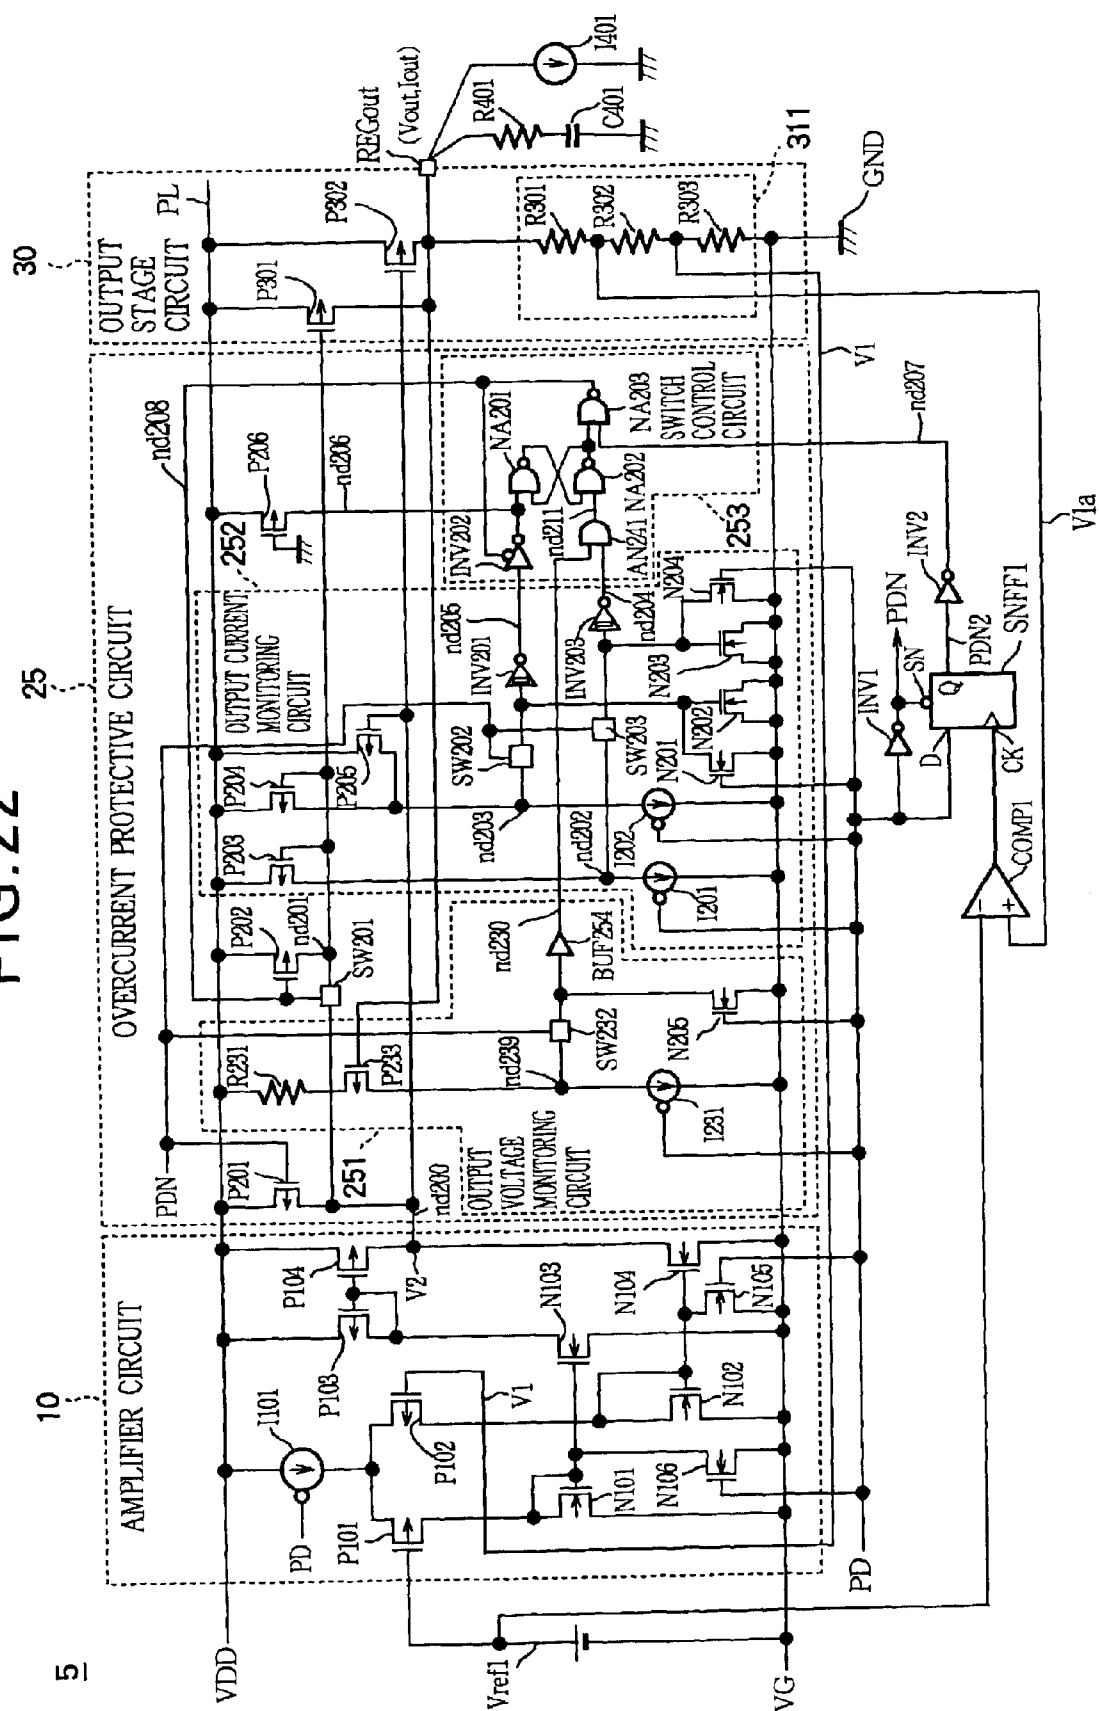 FIG. 22
5
10
AMPLIFIER CIRCUIT
25
OVERCURRENT PROTECTIVE CIRCUIT
30
OUTPUT
STAGE
CIRCUIT
VDD
PL
I101
PD
P101
P102
P103
P104
V1
V2
N101
N102
N103
N104
N105
N106
Vref1
VG
PD
PDN
P201
R231
P233
251
nd200
OUTPUT
VOLTAGE
MONITORING
CIRCUIT
nd239
SW232
I231
N205
nd230
BUF254
P202
nd201
SW201
P203
P204
P205
OUTPUT CURRENT
MONITORING
CIRCUIT
252
nd208
P206
nd206
nd203
nd202
SW202
SW203
I201
I202
INV201
nd205
INV202
INV203
nd204
N201
N202
N203
N204
nd211
AN241
NA201
NA202
NA203
SWITCH
CONTROL
CIRCUIT
253
P301
P302
REGout
(Vout,Iout)
R401
C401
I401
R301
R302
R303
311
GND
V1
nd207
V1a
INV1
PDN
INV2
SN
PDN2
D
Q
CK
SNFF1
COMP1
-
+